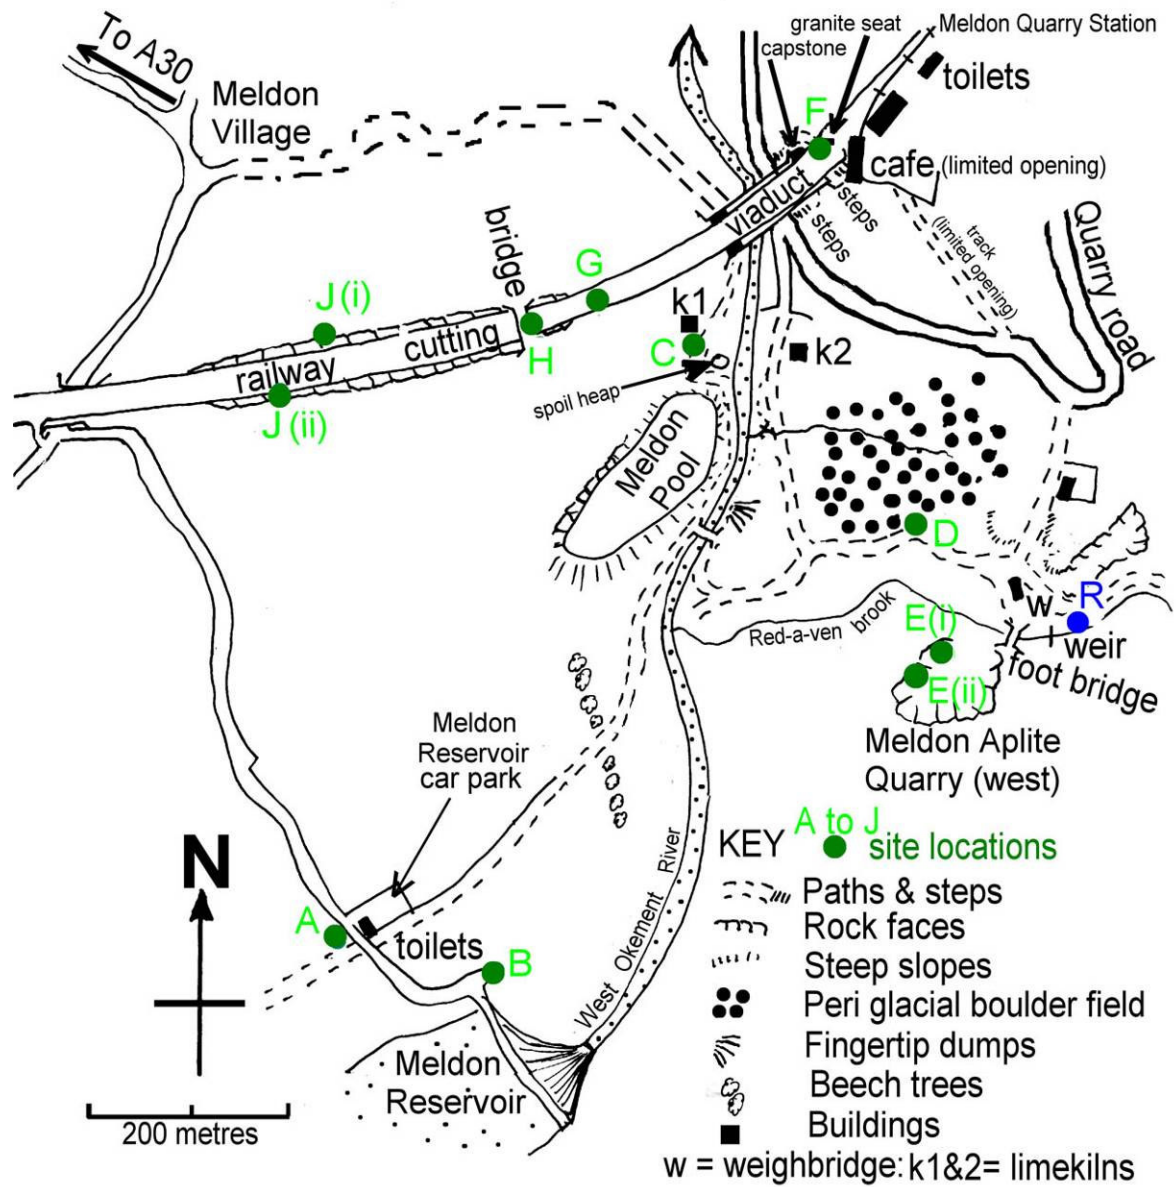 To A30
Meldon
Village
granite seat
capstone
Meldon Quarry Station
toilets
F
cafe (limited opening)
viaduct
steps
steps
track
(limited opening)
Quarry road
bridge
G
J (i)
k1
C
k2
H
cutting
railway
J (ii)
spoil heap
Meldon
Pool
D
w
R
weir
foot bridge
Red-a-ven brook
E(i)
E(ii)
Meldon Aplite
Quarry (west)
Meldon
Reservoir
car park
West Okement River
N
A
toilets
B
Meldon
Reservoir
200 metres
A to J
KEY site locations
Paths & steps
Rock faces
Steep slopes
Peri glacial boulder field
Fingertip dumps
Beech trees
Buildings
w = weighbridge: k1&2= limekilns